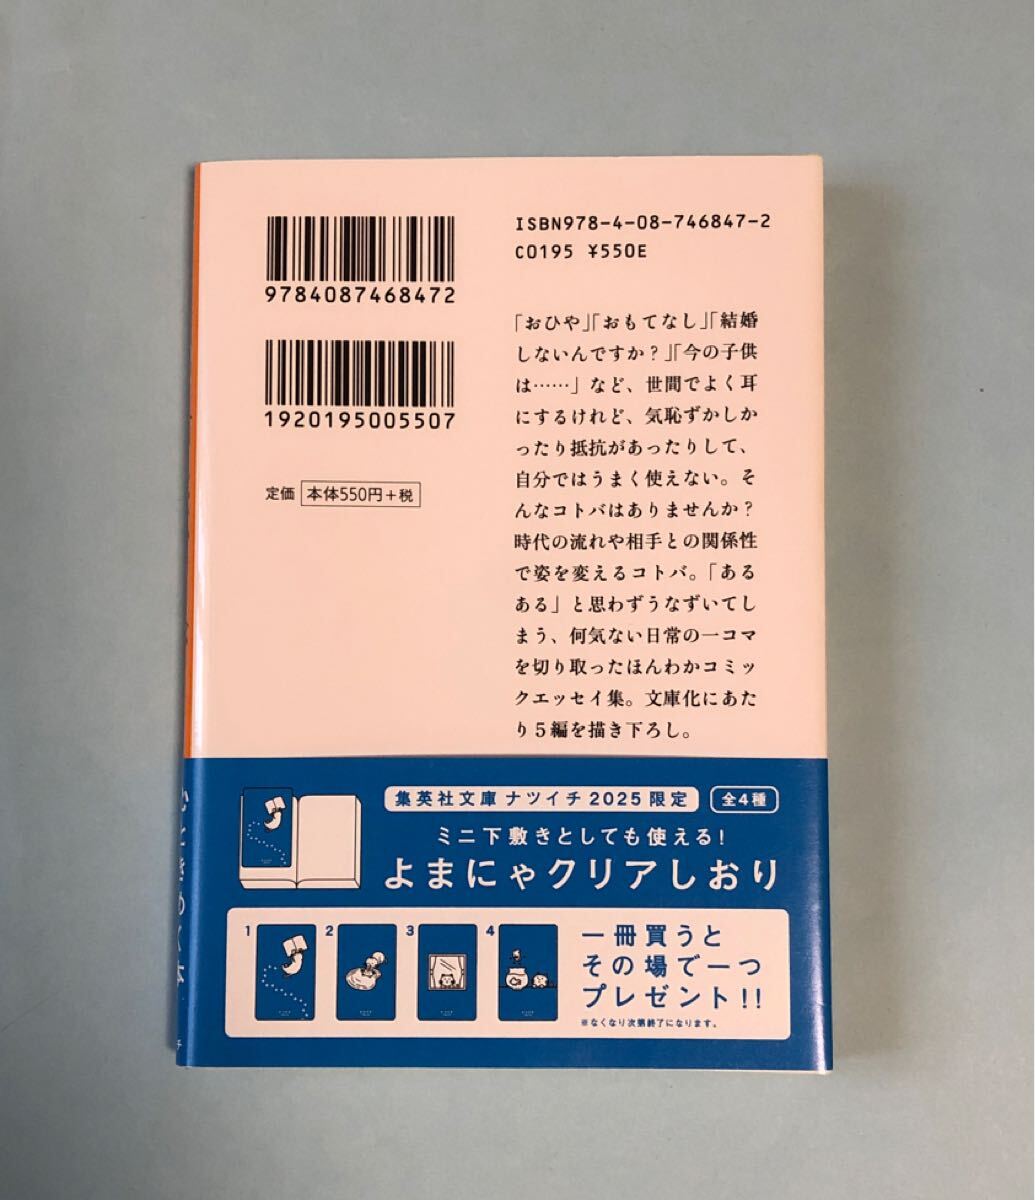 9784087468472
1920195005507
定価 本体550円+税
ISBN978-4-08-746847-2
C0195 ¥550E
「おひや」「おもてなし」「結婚
しないんですか?」「今の子供
は……」など、世間でよく耳
にするけれど、気恥ずかしか
ったり抵抗があったりして、
自分ではうまく使えない。そ
んなコトバはありませんか?
時代の流れや相手との関係性
で姿を変えるコトバ。「ある
ある」と思わずうなずいてし
まう、何気ない日常の一コマ
を切り取ったほんわかコミッ
クエッセイ集。文庫化にあた
り5編を描き下ろし。
集英社文庫 ナツイチ2025限定 全4種
ミニ下敷きとしても使える!
よまにゃクリアしおり
1 2 3 4
一冊買うと
その場で一つ
プレゼント!!
※なくなり次第終了になります。